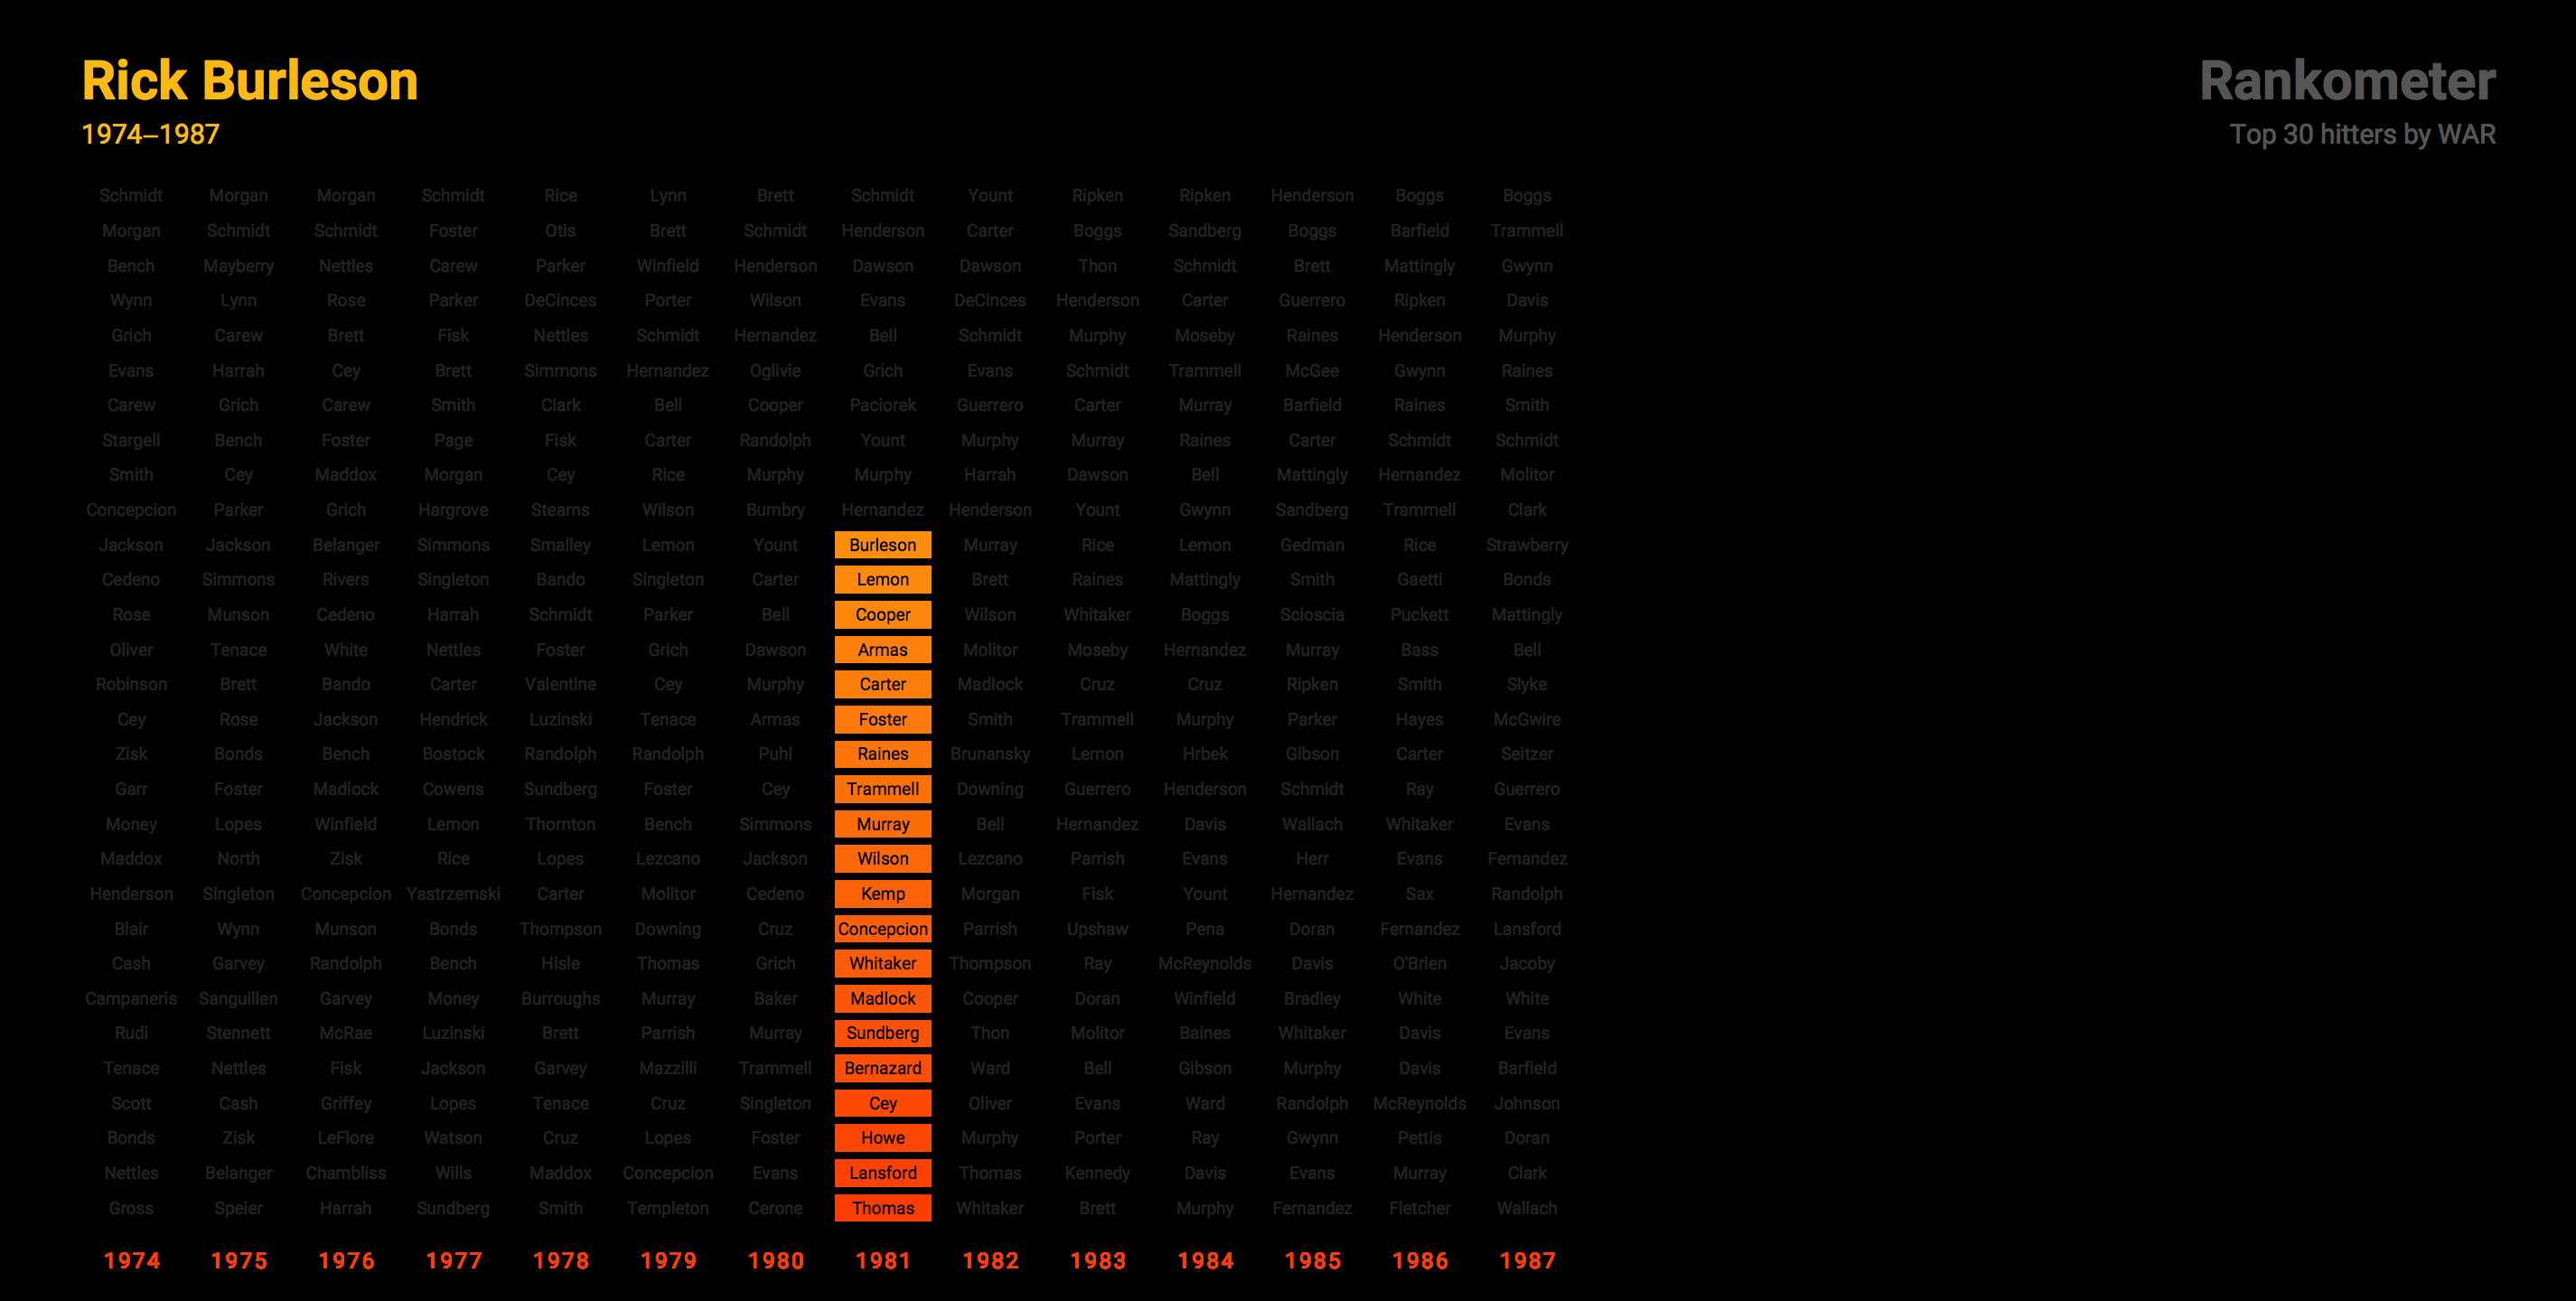 Rick Burleson
1974–1987
Rankometer
Top 30 hitters by WAR
Schmidt Morgan Morgan Schmidt Rice Lynn Brett Schmidt Yount Ripken Ripken Henderson Boggs Boggs
Morgan Schmidt Schmidt Foster Otis Brett Schmidt Henderson Carter Boggs Sandberg Boggs Barfield Trammell
Bench Mayberry Nettles Carew Parker Winfield Henderson Dawson Dawson Thon Schmidt Brett Mattingly Gwynn
Wynn Lynn Rose Parker DeCinces Porter Wilson Evans DeCinces Henderson Carter Guerrero Ripken Davis
Grich Carew Brett Fisk Nettles Schmidt Hernandez Bell Schmidt Murphy Moseby Raines Henderson Murphy
Evans Harrah Cey Brett Simmons Hernandez Oglivie Grich Evans Schmidt Trammell McGee Gwynn Raines
Carew Grich Carew Smith Clark Bell Cooper Paciorek Guerrero Carter Murray Barfield Raines Smith
Stargell Bench Foster Page Fisk Carter Randolph Yount Murphy Murray Raines Carter Schmidt Schmidt
Smith Cey Maddox Morgan Cey Rice Murphy Murphy Harrah Dawson Bell Mattingly Hernandez Molitor
Concepcion Parker Grich Hargrove Stearns Wilson Bumbry Hernandez Henderson Yount Gwynn Sandberg Trammell Clark
Jackson Jackson Belanger Simmons Smalley Lemon Yount Burleson Murray Rice Lemon Gedman Rice Strawberry
Cedeno Simmons Rivers Singleton Bando Singleton Carter Lemon Brett Raines Mattingly Smith Gaetti Bonds
Rose Munson Cedeno Harrah Schmidt Parker Bell Cooper Wilson Whitaker Boggs Scioscia Puckett Mattingly
Oliver Tenace White Nettles Foster Grich Dawson Armas Molitor Moseby Hernandez Murray Bass Bell
Robinson Brett Bando Carter Valentine Cey Murphy Carter Madlock Cruz Cruz Ripken Smith Slyke
Cey Rose Jackson Hendrick Luzinski Tenace Armas Foster Smith Trammell Murphy Parker Hayes McGwire
Zisk Bonds Bench Bostock Randolph Randolph Puhl Raines Brunansky Lemon Hrbek Gibson Carter Seitzer
Garr Foster Madlock Cowens Sundberg Foster Cey Trammell Downing Guerrero Henderson Schmidt Ray Guerrero
Money Lopes Winfield Lemon Thornton Bench Simmons Murray Bell Hernandez Davis Wallach Whitaker Evans
Maddox North Zisk Rice Lopes Lezcano Jackson Wilson Lezcano Parrish Evans Herr Evans Fernandez
Henderson Singleton Concepcion Yastrzemski Carter Molitor Cedeno Kemp Morgan Fisk Yount Hernandez Sax Randolph
Blair Wynn Munson Bonds Thompson Downing Cruz Concepcion Parrish Upshaw Pena Doran Fernandez Lansford
Cash Garvey Randolph Bench Hisle Thomas Grich Whitaker Thompson Ray McReynolds Davis O'Brien Jacoby
Campaneris Sanguillen Garvey Money Burroughs Murray Baker Madlock Cooper Doran Winfield Bradley White White
Rudi Stennett McRae Luzinski Brett Parrish Murray Sundberg Thon Molitor Baines Whitaker Davis Evans
Tenace Nettles Fisk Jackson Garvey Mazzilli Trammell Bernazard Ward Bell Gibson Murphy Davis Barfield
Scott Cash Griffey Lopes Tenace Cruz Singleton Cey Oliver Evans Ward Randolph McReynolds Johnson
Bonds Zisk LeFlore Watson Cruz Lopes Foster Howe Murphy Porter Ray Gwynn Pettis Doran
Nettles Belanger Chambliss Wills Maddox Concepcion Evans Lansford Thomas Kennedy Davis Evans Murray Clark
Gross Speier Harrah Sundberg Smith Templeton Cerone Thomas Whitaker Brett Murphy Fernandez Fletcher Wallach
1974 1975 1976 1977 1978 1979 1980 1981 1982 1983 1984 1985 1986 1987